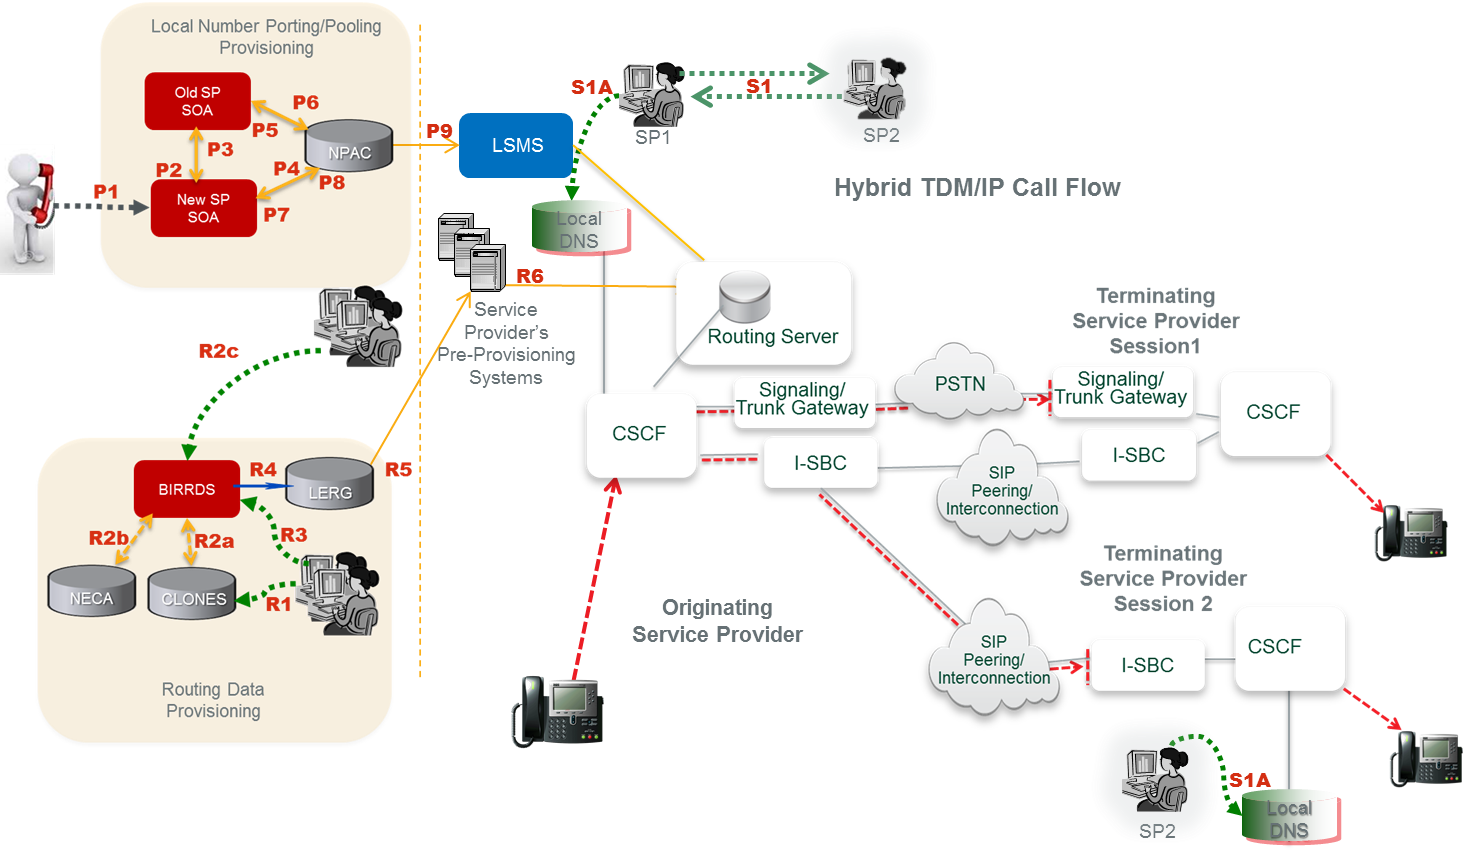 Local Number Porting/Pooling
Provisioning
Old SP
SOA
P6
P5
P3
P2
NPAC
P4
P8
New SP
SOA
P7
P1
P9
LSMS
S1A
SP1
S1
SP2
Hybrid TDM/IP Call Flow
Local
DNS
R6
Service
Provider's
Pre-Provisioning
Systems
Routing Server
R2c
BIRRDS
R4
LERG
R5
R2b
R2a
R3
NECA
CLONES
R1
Routing Data
Provisioning
CSCF
Signaling/
Trunk Gateway
PSTN
I-SBC
SIP
Peering/
Interconnection
Terminating
Service Provider
Session1
Signaling/
Trunk Gateway
I-SBC
CSCF
Originating
Service Provider
Terminating
Service Provider
Session 2
SIP
Peering/
Interconnection
I-SBC
CSCF
SP2
S1A
Local
DNS